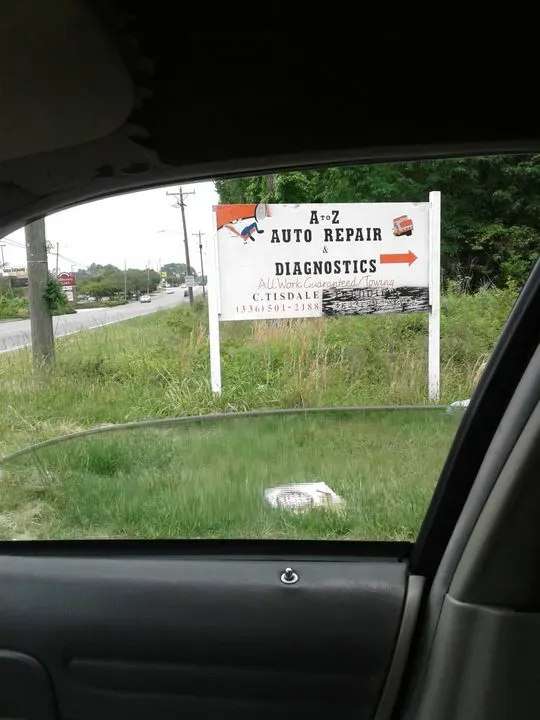 A TO Z
AUTO REPAIR
&
DIAGNOSTICS
All Work Guaranteed/Towing
C.TISDALE
(336)501-2188